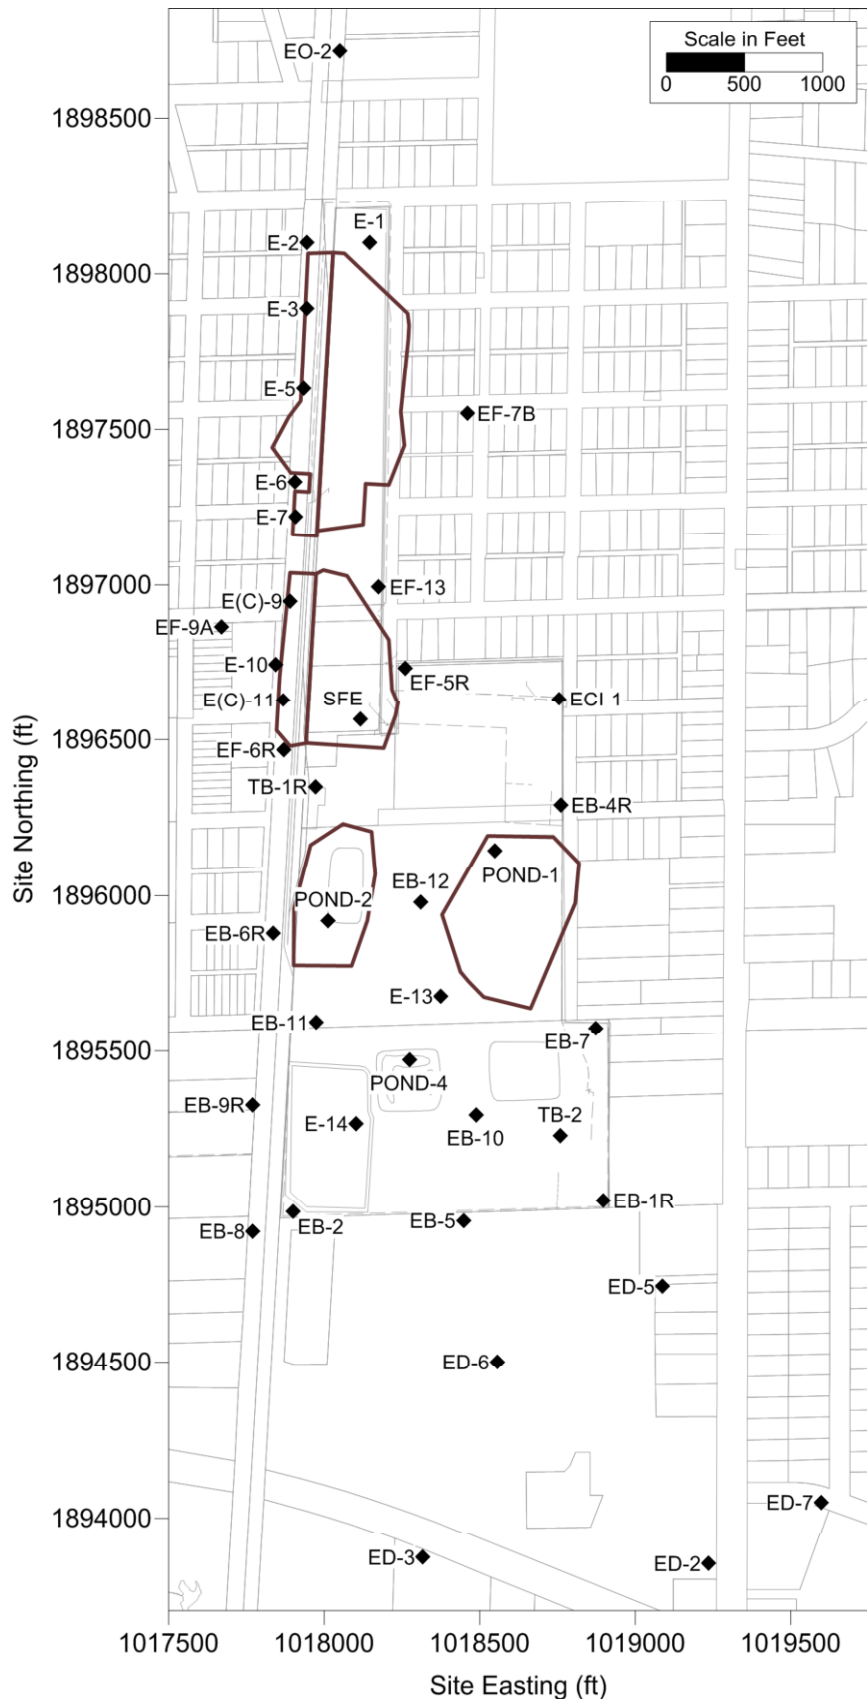 EO-2
Scale in Feet
0 500 1000
1898500
E-1
E-2
1898000
E-3
E-5
EF-7B
1897500
E-6
E-7
1897000
EF-13
E(C)-9
EF-9A
E-10
EF-5R
E(C)-11
SFE
ECI 1
1896500
EF-6R
TB-1R
EB-4R
Site Northing (ft)
1896000
EB-12
POND-1
POND-2
EB-6R
E-13
EB-11
EB-7
1895500
POND-4
EB-9R
E-14
TB-2
EB-10
1895000
EB-1R
EB-2
EB-5
EB-8
ED-5
1894500
ED-6
1894000
ED-7
ED-3
ED-2
1017500 1018000 1018500 1019000 1019500
Site Easting (ft)